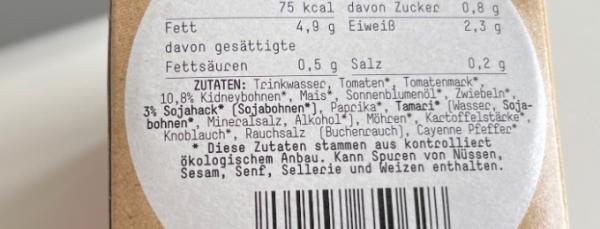 75 kcal davon Zucker 0,8 g
Fett 4,9 g Eiweiß 2,3 g
davon gesättigte
Fettsäuren 0,5 g Salz 0,2 g
ZUTATEN: Trinkwasser, Tomaten*, Tomatenmark*,
10,8% Kidneybohnen*, Mais*, Sonnenblumenöl*, Zwiebeln*,
3% Sojahack* (Sojabohnen*), Paprika*, Tamari* (Wasser, Soja-
bohnen*, Mineralsalz, Alkohol*), Möhren*, Kartoffelstärke*,
Knoblauch*, Rauchsalz (Buchenrauch), Cayenne Pfeffer*
* Diese Zutaten stammen aus kontrolliert
ökologischem Anbau. Kann Spuren von Nüssen,
Sesam, Senf, Sellerie und Weizen enthalten.